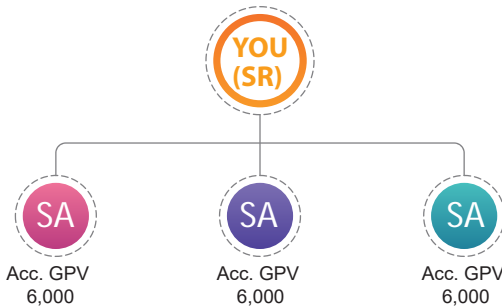 YOU
(SR)
SA
SA
SA
Acc. GPV
6,000
Acc. GPV
6,000
Acc. GPV
6,000